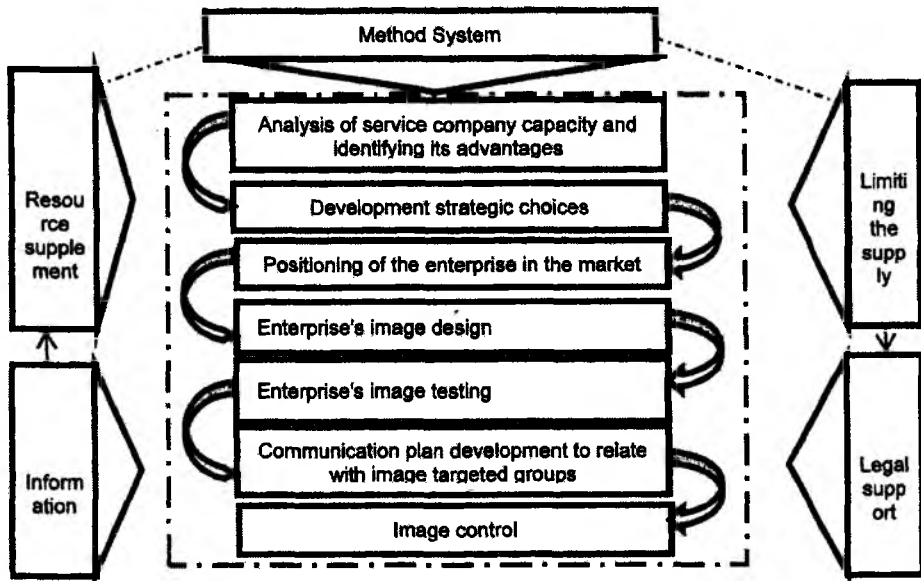 Method System
Analysis of service company capacity and
identifying its advantages
Development strategic choices
Positioning of the enterprise in the market
Enterprise's image design
Enterprise's image testing
Communication plan development to relate
with image targeted groups
Image control
Resou
rce
supple
ment
Inform
ation
Limiti
ng
the
supp
ly
Legal
supp
ort